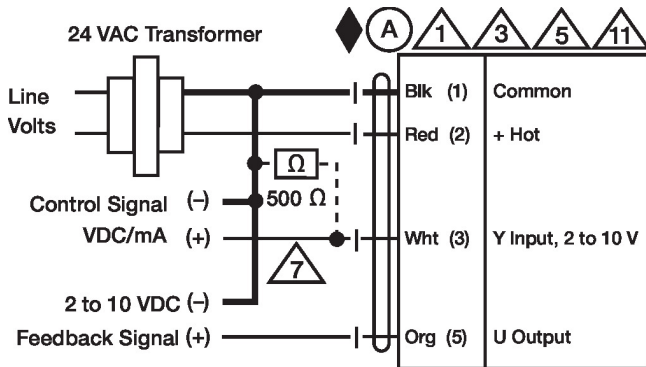 24 VAC Transformer
A 1 3 5 11
Line
Volts
Blk (1) Common
Red (2) + Hot
Ω
500 Ω
Control Signal (-)
VDC/mA (+)
Wht (3) Y Input, 2 to 10 V
7
2 to 10 VDC (-)
Feedback Signal (+)
Org (5) U Output